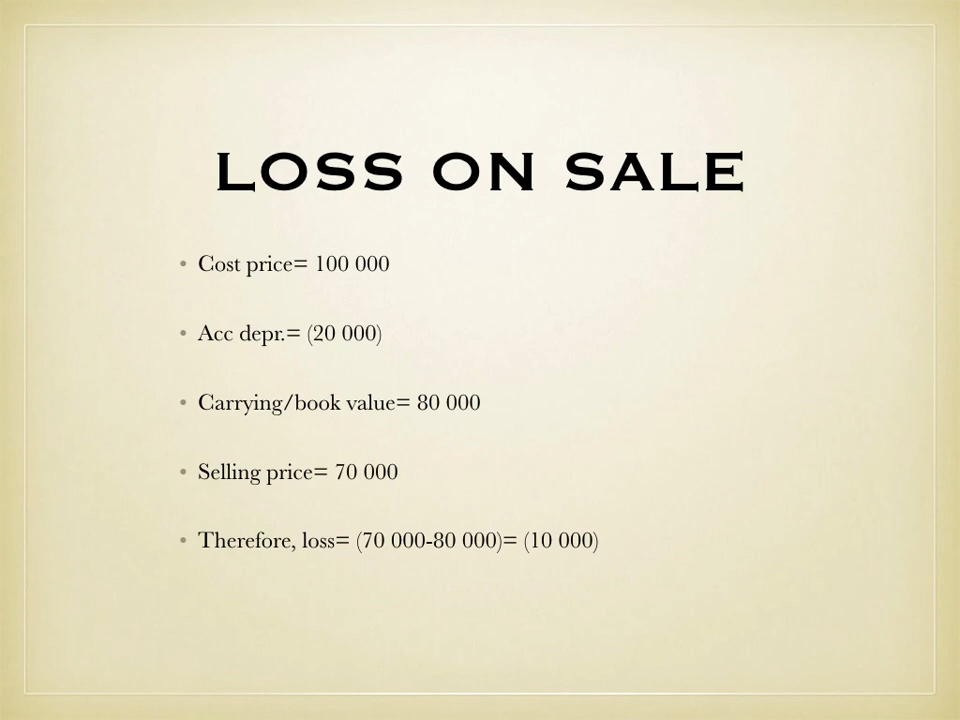 LOSS ON SALE
• Cost price= 100 000
• Acc depr.= (20 000)
• Carrying/book value= 80 000
• Selling price= 70 000
• Therefore, loss= (70 000-80 000)= (10 000)